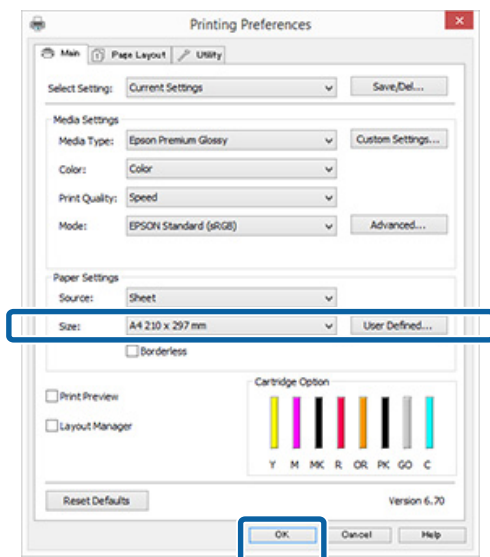 Printing Preferences
Main Page Layout Utility
Select Setting: Current Settings Save/Del...
Media Settings
Media Type: Epson Premium Glossy Custom Settings...
Color: Color
Print Quality: Speed
Mode: EPSON Standard (sRGB) Advanced...
Paper Settings
Source: Sheet
Size: A4 210 x 297 mm User Defined...
Borderless
Cartridge Option
Print Preview
Layout Manager
Y M MK R OR PK GO C
Reset Defaults Version 6.70
OK Cancel Help